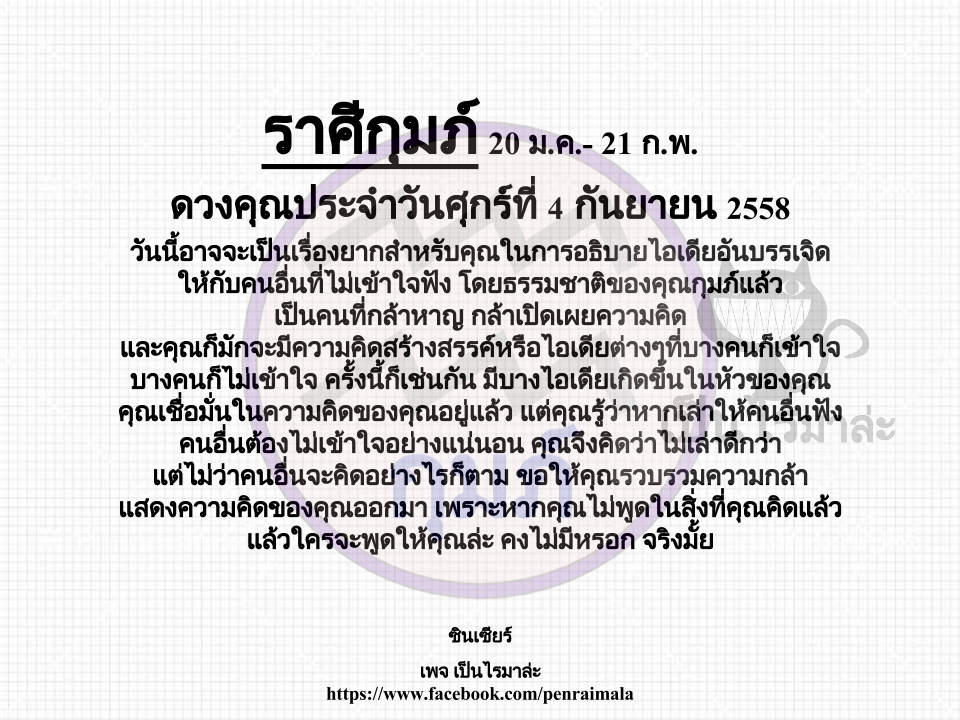 ราศีกุมภ์ 20 ม.ค.- 21 ก.พ.
ดวงคุณประจำวันศุกร์ที่ 4 กันยายน 2558
วันนี้อาจจะเป็นเรื่องยากสำหรับคุณในการอธิบายไอเดียอันบรรเจิด
ให้กับคนอื่นที่ไม่เข้าใจฟัง โดยธรรมชาติของคุณกุมภ์แล้ว
เป็นคนที่กล้าหาญ กล้าเปิดเผยความคิด
และคุณก็มักจะมีความคิดสร้างสรรค์หรือไอเดียต่างๆที่บางคนก็เข้าใจ
บางคนก็ไม่เข้าใจ ครั้งนี้ก็เช่นกัน มีบางไอเดียเกิดขึ้นในหัวของคุณ
คุณเชื่อมั่นในความคิดของคุณอยู่แล้ว แต่คุณรู้ว่าหากเล่าให้คนอื่นฟัง
คนอื่นต้องไม่เข้าใจอย่างแน่นอน คุณจึงคิดว่าไม่เล่าดีกว่า
แต่ไม่ว่าคนอื่นจะคิดอย่างไรก็ตาม ขอให้คุณรวบรวมความกล้า
แสดงความคิดของคุณออกมา เพราะหากคุณไม่พูดในสิ่งที่คุณคิดแล้ว
แล้วใครจะพูดให้คุณล่ะ คงไม่มีหรอก จริงมั้ย
เป็นไรมาล่ะ
กุมภ์
ซินเซียร์
เพจ เป็นไรมาล่ะ
https://www.facebook.com/penraimala